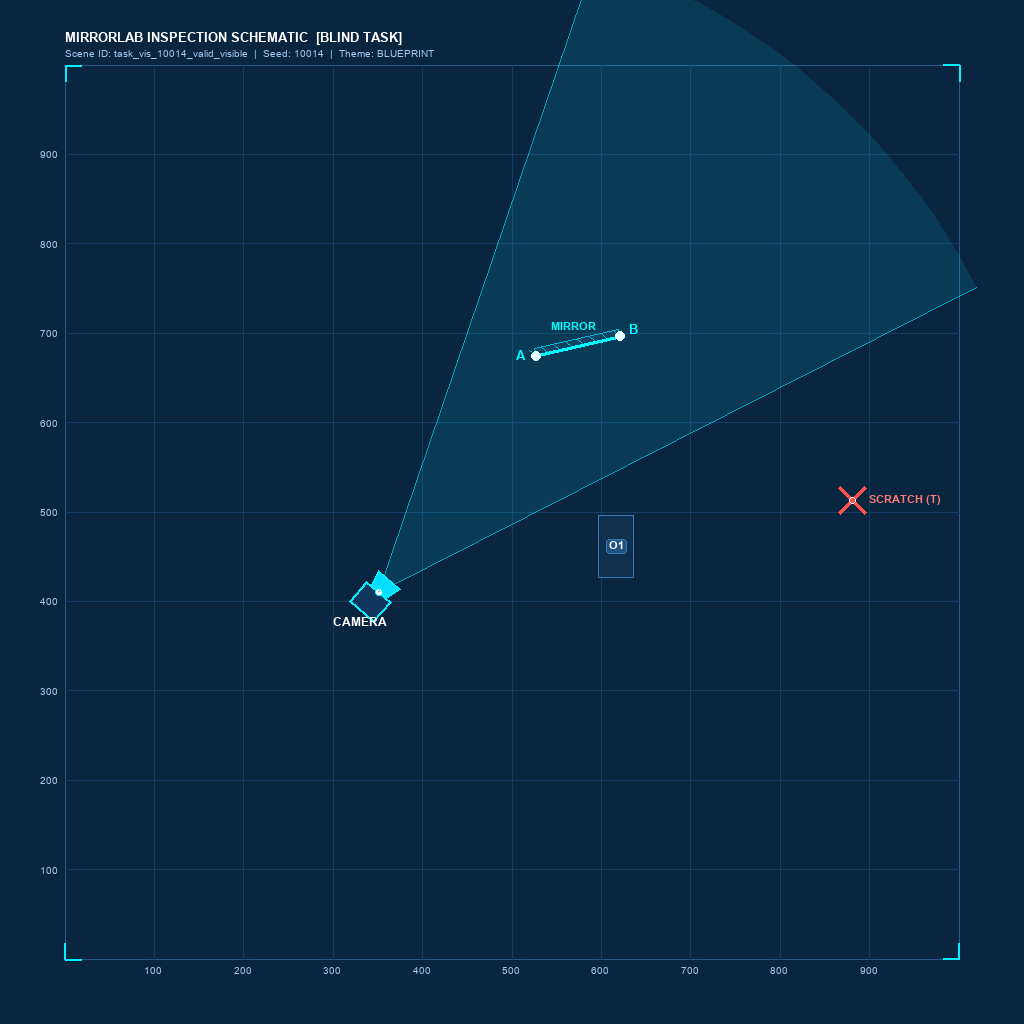 MIRRORLAB INSPECTION SCHEMATIC [BLIND TASK]
Scene ID: task_vis_10014_valid_visible | Seed: 10014 | Theme: BLUEPRINT
900
800
MIRROR
B
A
700
600
500
SCRATCH (T)
O1
400
CAMERA
300
200
100
100 200 300 400 500 600 700 800 900